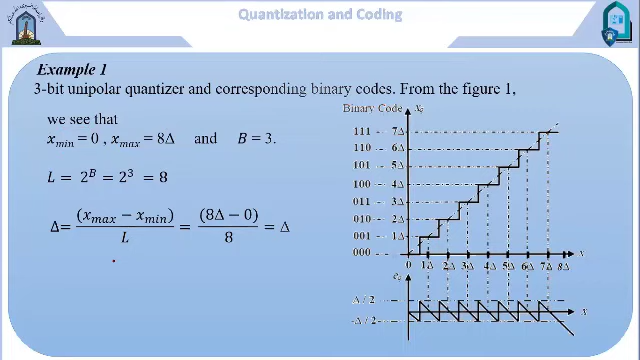 Quantization and Coding
Example 1
3-bit unipolar quantizer and corresponding binary codes. From the figure 1,
we see that
x_min = 0 , x_max = 8Δ and B = 3.
L = 2^B = 2^3 = 8
Δ= (x_max − x_min) / L = (8Δ − 0) / 8 = Δ
Binary Code x_q
111 7Δ
110 6Δ
101 5Δ
100 4Δ
011 3Δ
010 2Δ
001 1Δ
000
0 1Δ 2Δ 3Δ 4Δ 5Δ 6Δ 7Δ 8Δ x
e_q
Δ / 2
-Δ / 2
x